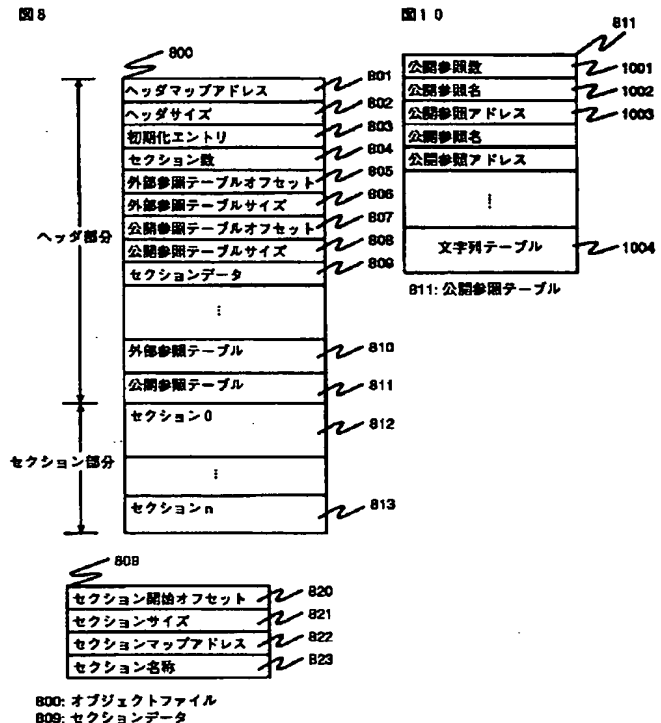 図8
800
ヘッダマップアドレス
801
ヘッダサイズ
802
初期化エントリ
803
セクション数
804
外部参照テーブルオフセット
805
外部参照テーブルサイズ
806
公開参照テーブルオフセット
807
公開参照テーブルサイズ
808
セクションデータ
809
⋮
外部参照テーブル
810
公開参照テーブル
811
ヘッダ部分
セクション0
812
⋮
セクションn
813
セクション部分
809
セクション開始オフセット
820
セクションサイズ
821
セクションマップアドレス
822
セクション名称
823
800: オブジェクトファイル
809: セクションデータ
図10
811
公開参照数
1001
公開参照名
1002
公開参照アドレス
1003
公開参照名
公開参照アドレス
⋮
文字列テーブル
1004
811: 公開参照テーブル